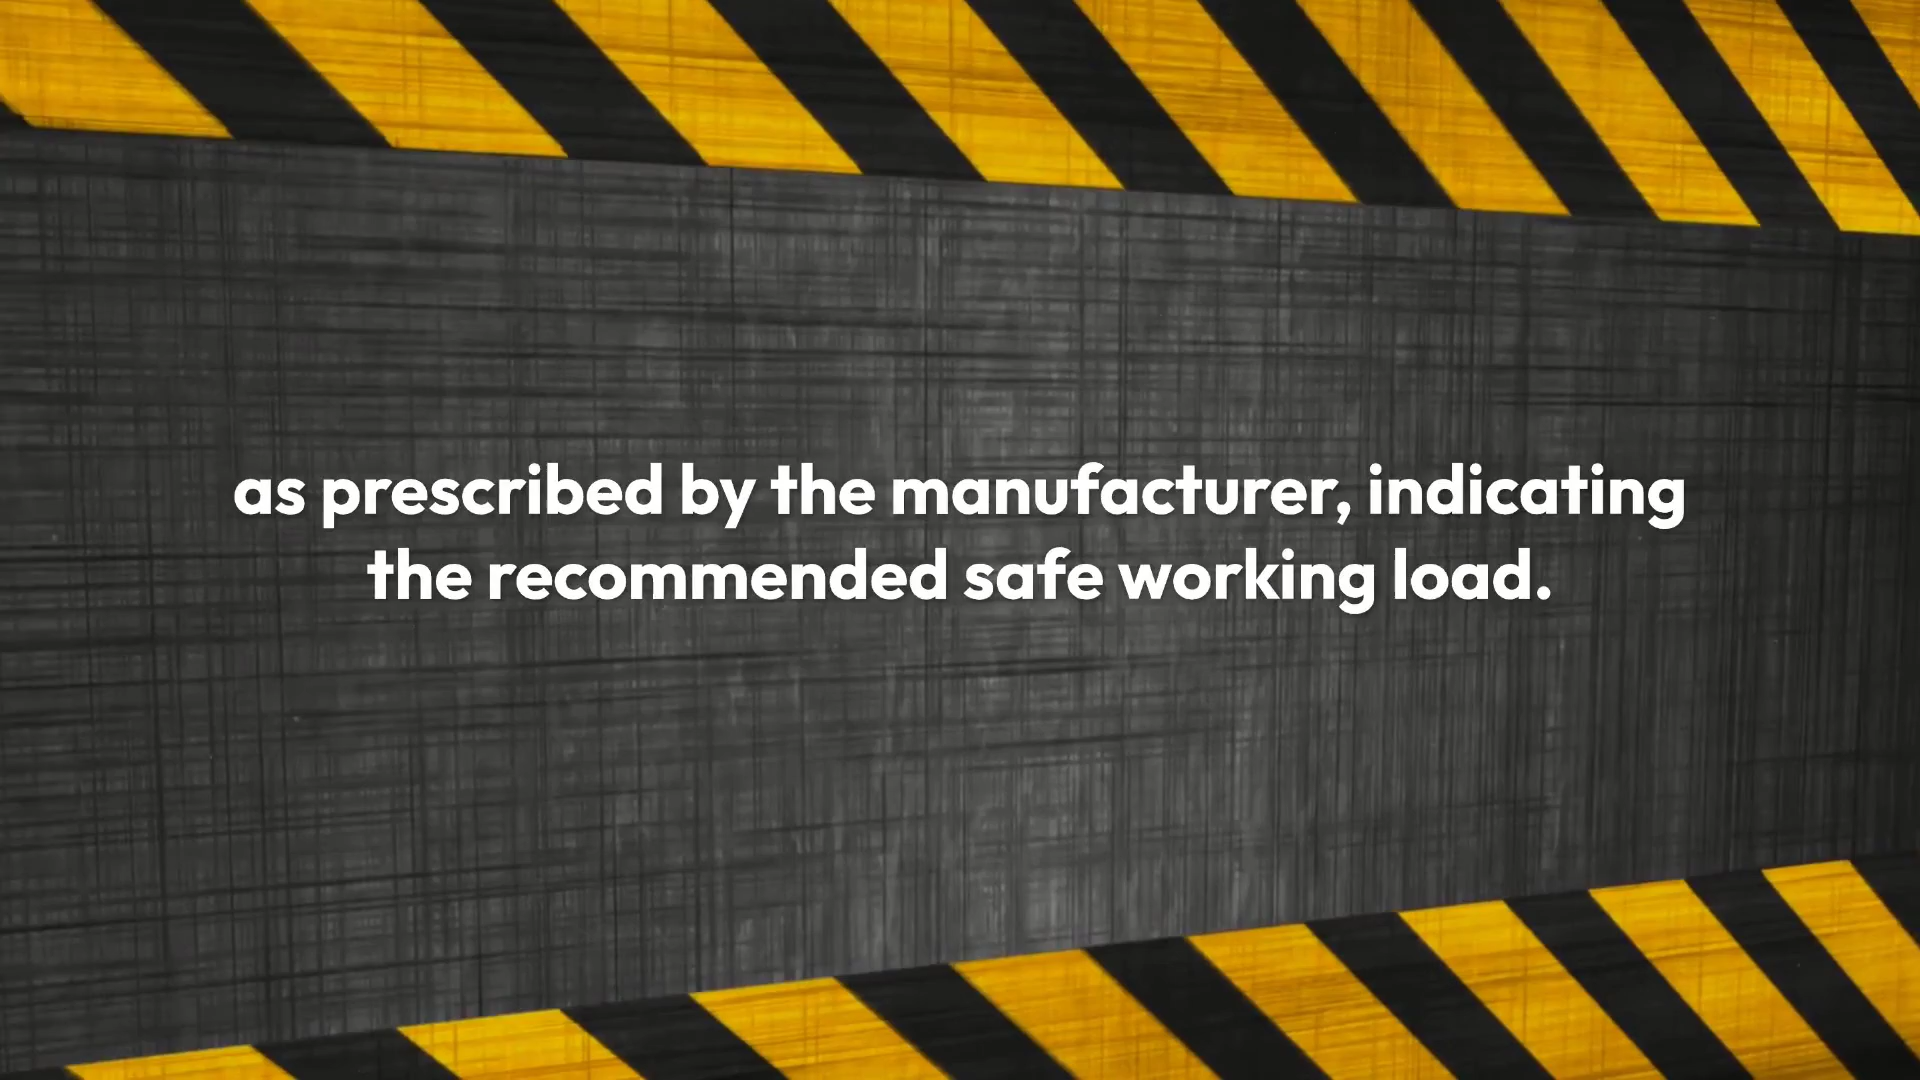 as prescribed by the manufacturer, indicating
the recommended safe working load.